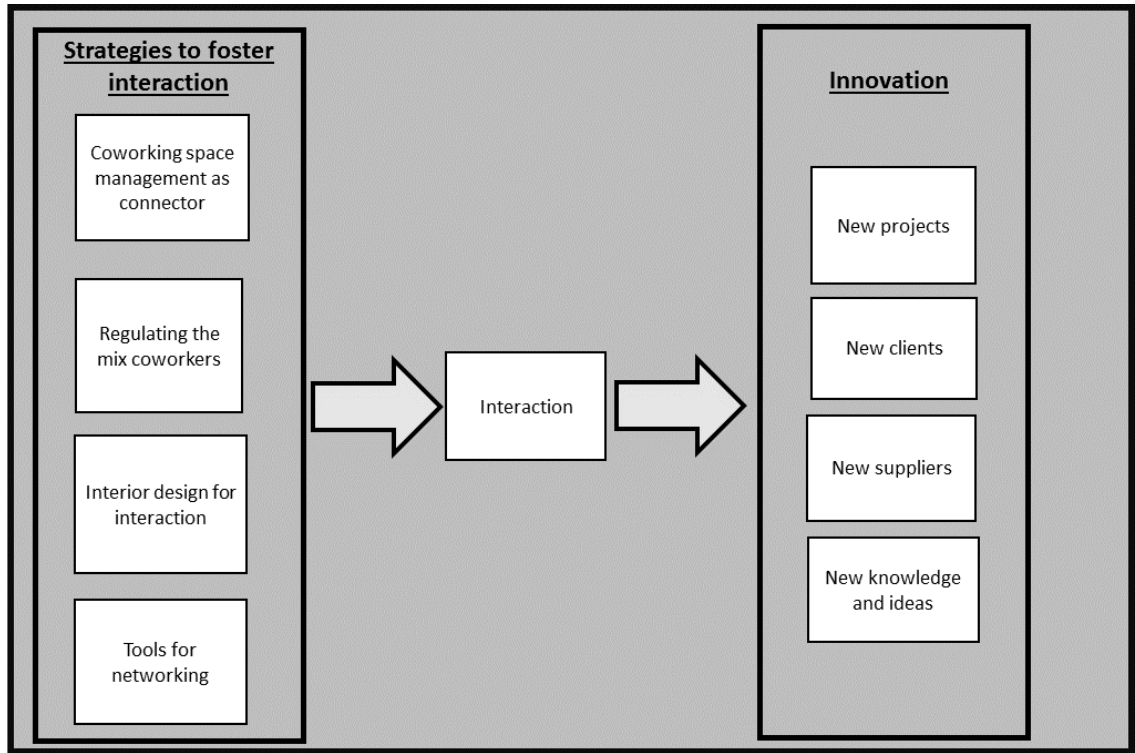 Strategies to foster
interaction
Coworking space
management as
connector
Regulating the
mix coworkers
Interior design for
interaction
Tools for
networking
Interaction
Innovation
New projects
New clients
New suppliers
New knowledge
and ideas